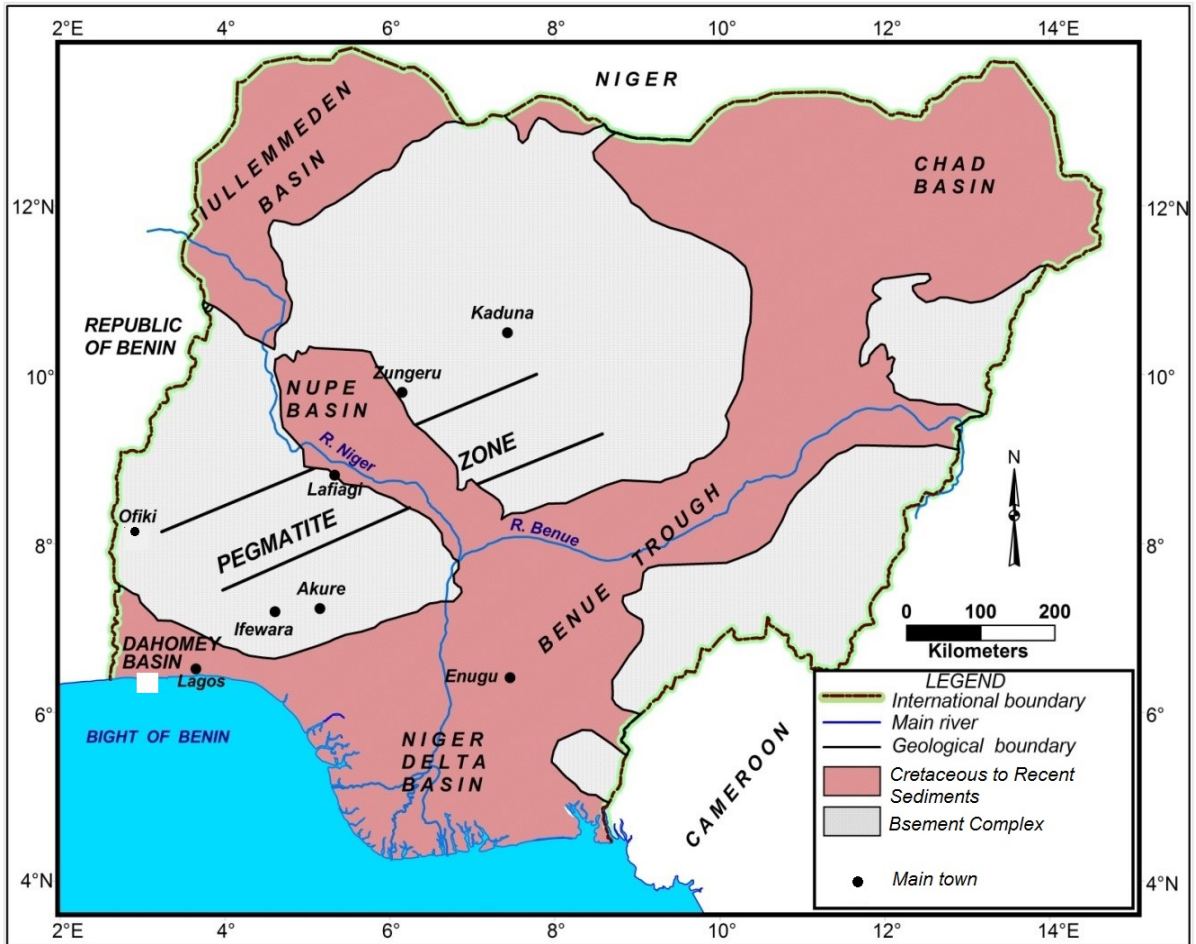 2°E 4° 6° 8° 10° 12° 14°E
NIGER
IULLEMMEDEN
BASIN
CHAD
BASIN
12°N 12°N
REPUBLIC
OF BENIN
Kaduna
10° 10°
NUPE
BASIN
Zungeru
R. Niger
ZONE
Lafiagi
N
Ofiki
PEGMATITE
R. Benue
BENUE TROUGH
8° 8°
Akure
Ifewara
0 100 200
Kilometers
DAHOMEY
BASIN
Lagos
Enugu
6° 6°
BIGHT OF BENIN
NIGER
DELTA
BASIN
CAMEROON
LEGEND
International boundary
Main river
Geological boundary
Cretaceous to Recent
Sediments
Bsement Complex
Main town
4°N 4°N
2°E 4° 6° 8° 10° 12° 14°E